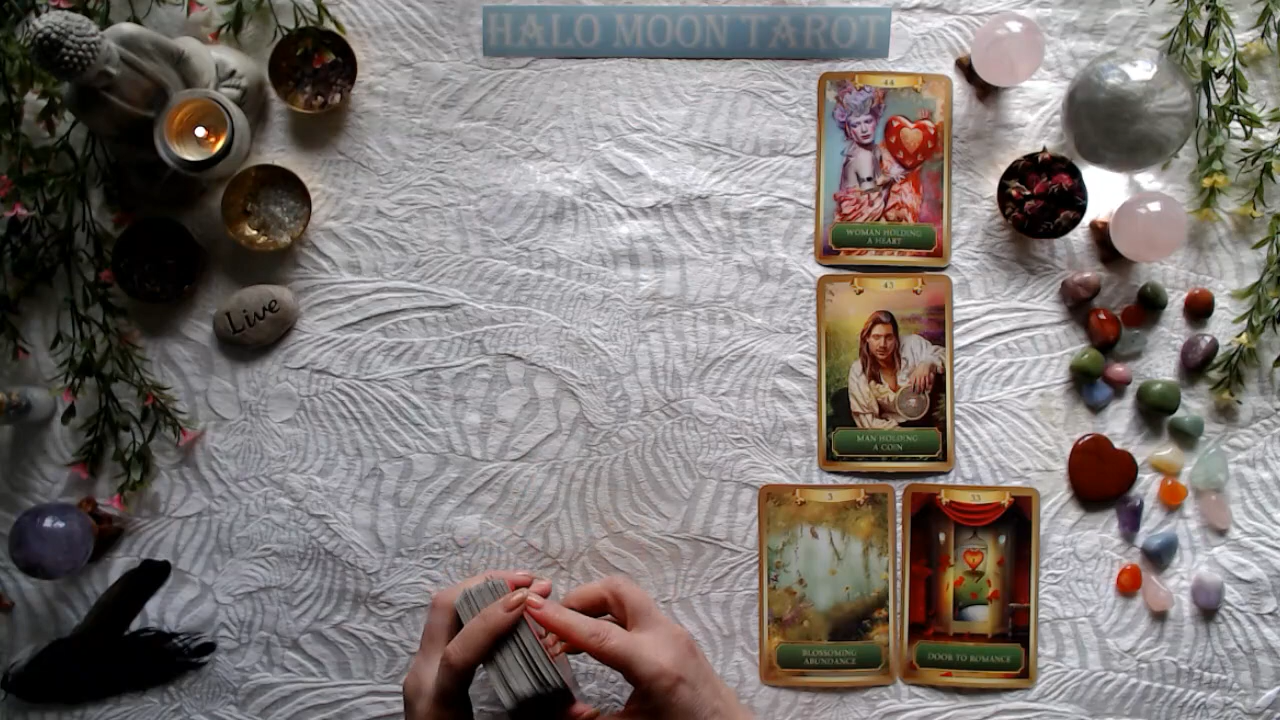 HALO MOON TAROT
44
WOMAN HOLDING
A HEART
43
MAN HOLDING
A COIN
3
BLOSSOMING
ABUNDANCE
33
DOOR TO ROMANCE
Live